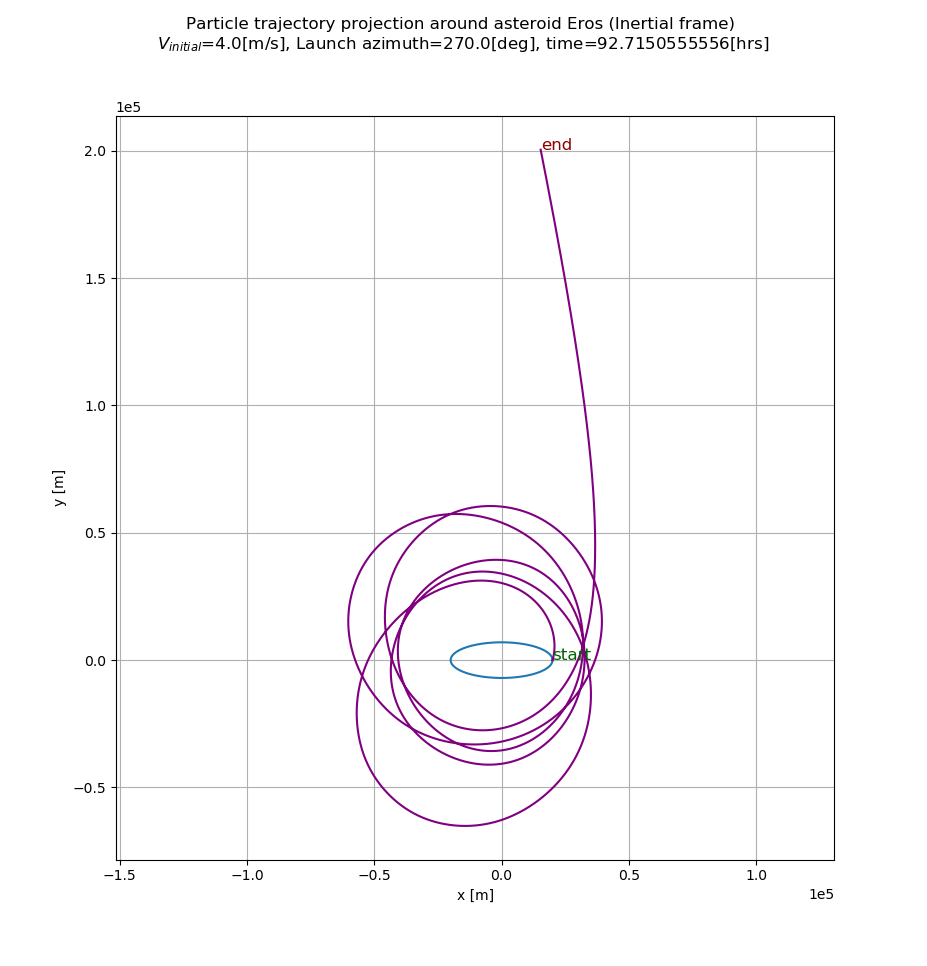 Particle trajectory projection around asteroid Eros (Inertial frame)
V_initial=4.0[m/s], Launch azimuth=270.0[deg], time=92.7150555556[hrs]
1e5
2.0
1.5
1.0
0.5
0.0
−0.5
y [m]
end
start
−1.5 −1.0 −0.5 0.0 0.5 1.0
x [m]
1e5